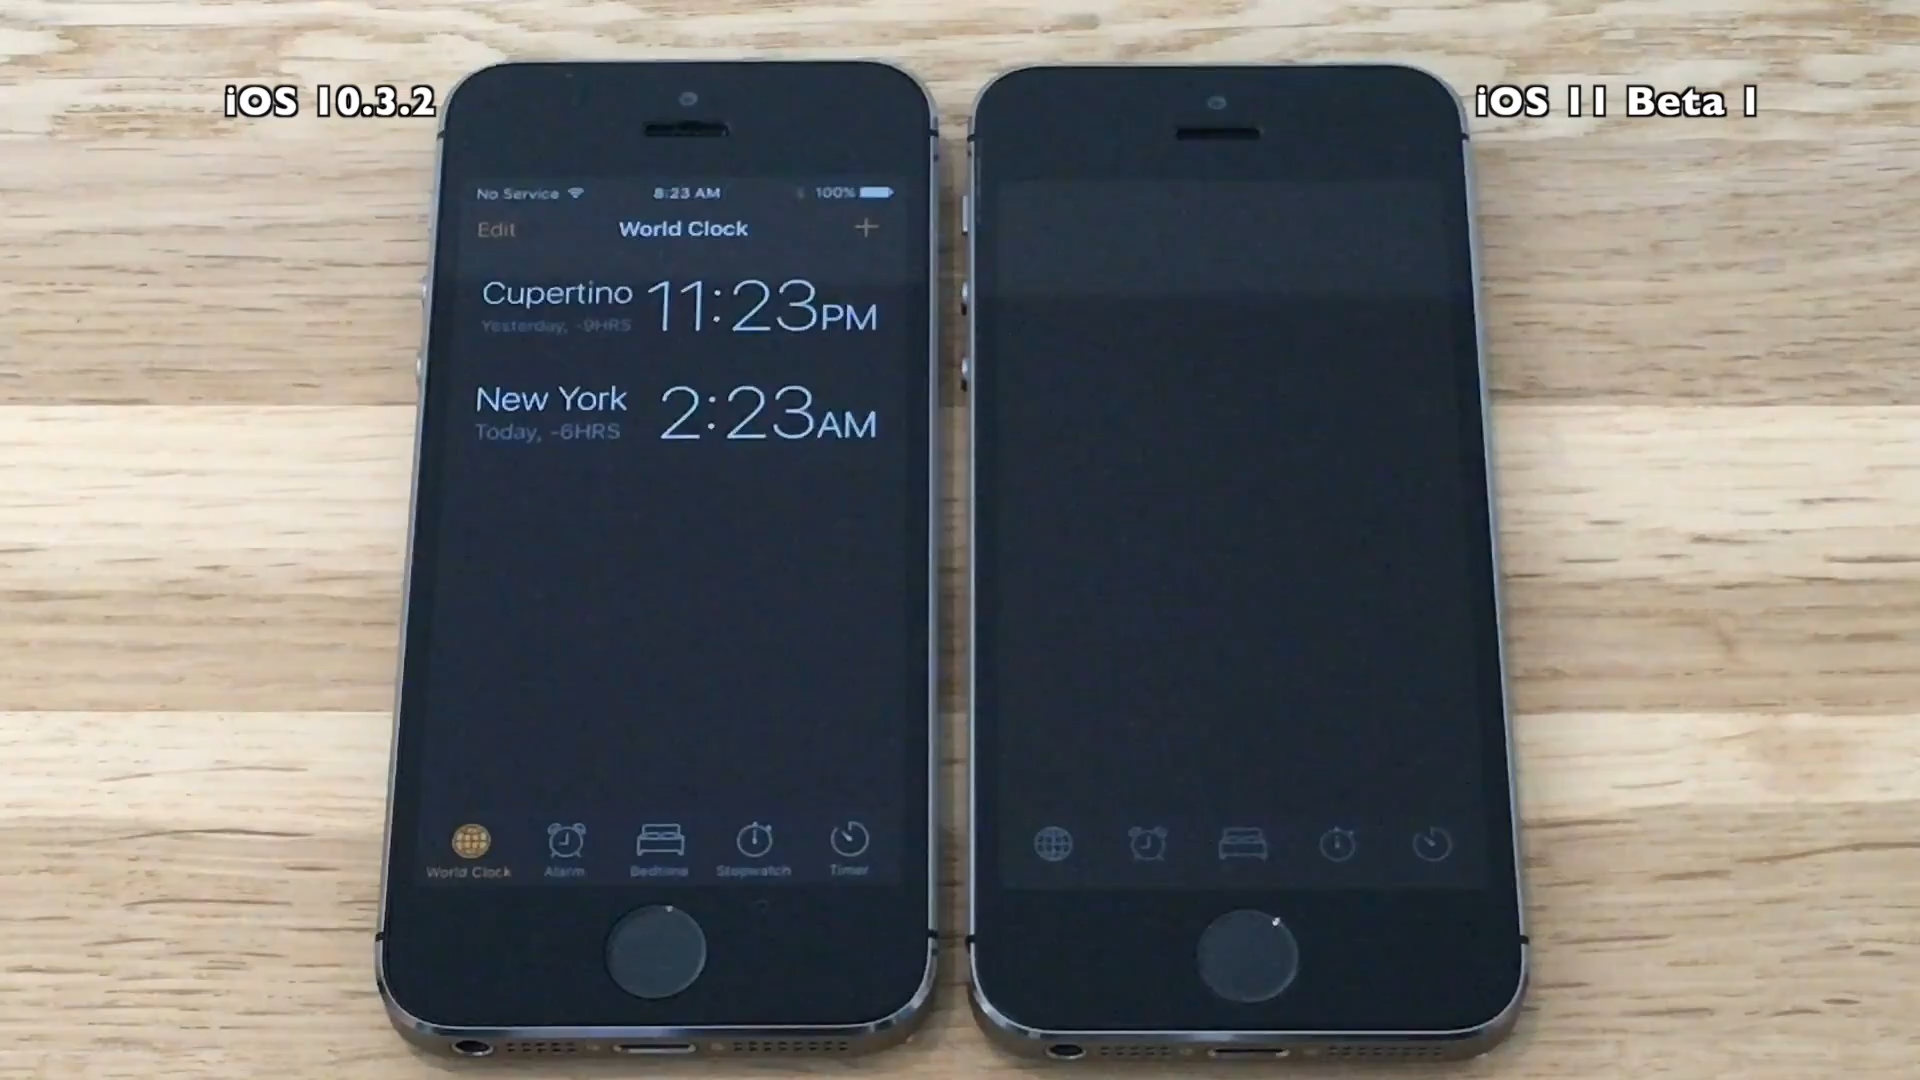 iOS 10.3.2
iOS 11 Beta 1
No Service 8:23 AM 100%
Edit World Clock +
Cupertino 11:23PM
Yesterday, -9HRS
New York 2:23AM
Today, -6HRS
World Clock Alarm Bedtime Stopwatch Timer